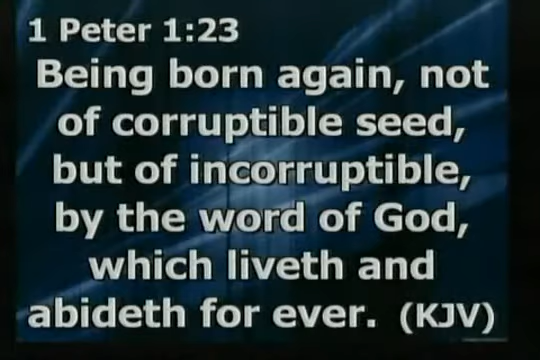 1 Peter 1:23
Being born again, not
of corruptible seed,
but of incorruptible,
by the word of God,
which liveth and
abideth for ever. (KJV)